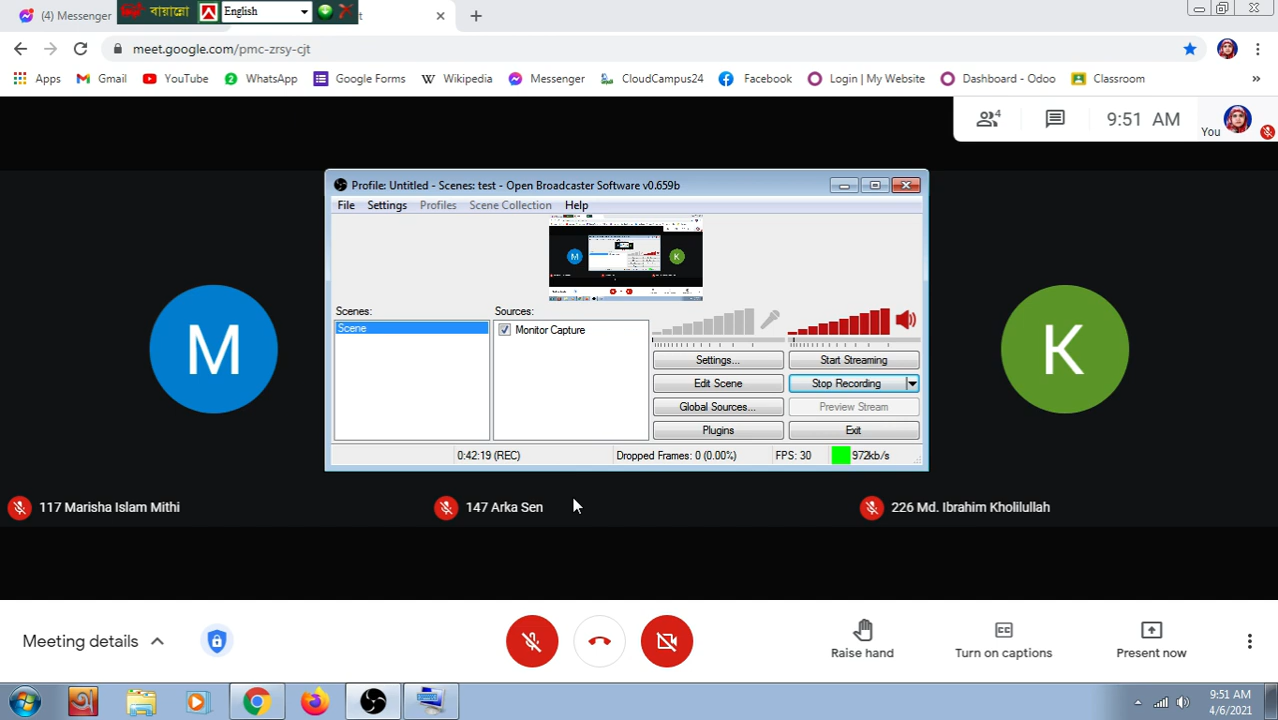 (4) Messenger
বায়ান্নো
English
t
meet.google.com/pmc-zrsy-cjt
Apps
Gmail
YouTube
2
WhatsApp
Google Forms
W
Wikipedia
Messenger
CloudCampus24
Facebook
Login | My Website
Dashboard - Odoo
Classroom
»
4
9:51 AM
You
Profile: Untitled - Scenes: test - Open Broadcaster Software v0.659b
File
Settings
Profiles
Scene Collection
Help
M
K
Scenes:
Sources:
Scene
Monitor Capture
Settings...
Start Streaming
Edit Scene
Stop Recording
Global Sources...
Preview Stream
Plugins
Exit
0:42:19 (REC)
Dropped Frames: 0 (0.00%)
FPS: 30
972kb/s
M
K
117 Marisha Islam Mithi
147 Arka Sen
226 Md. Ibrahim Kholilullah
Meeting details
CC
Raise hand
Turn on captions
Present now
9:51 AM
4/6/2021